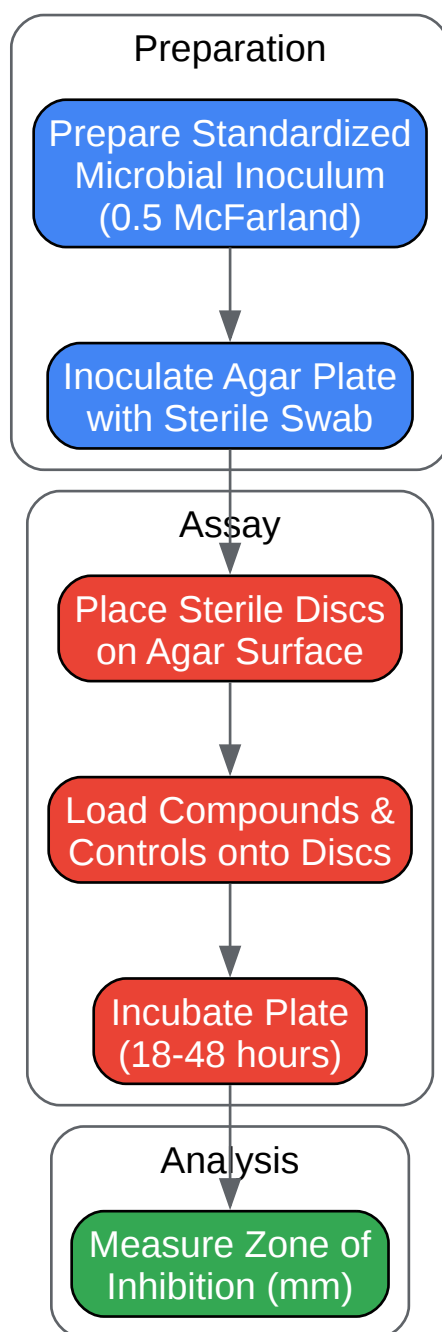 Preparation
Prepare Standardized
Microbial Inoculum
(0.5 McFarland)
Inoculate Agar Plate
with Sterile Swab
Assay
Place Sterile Discs
on Agar Surface
Load Compounds &
Controls onto Discs
Incubate Plate
(18-48 hours)
Analysis
Measure Zone of
Inhibition (mm)